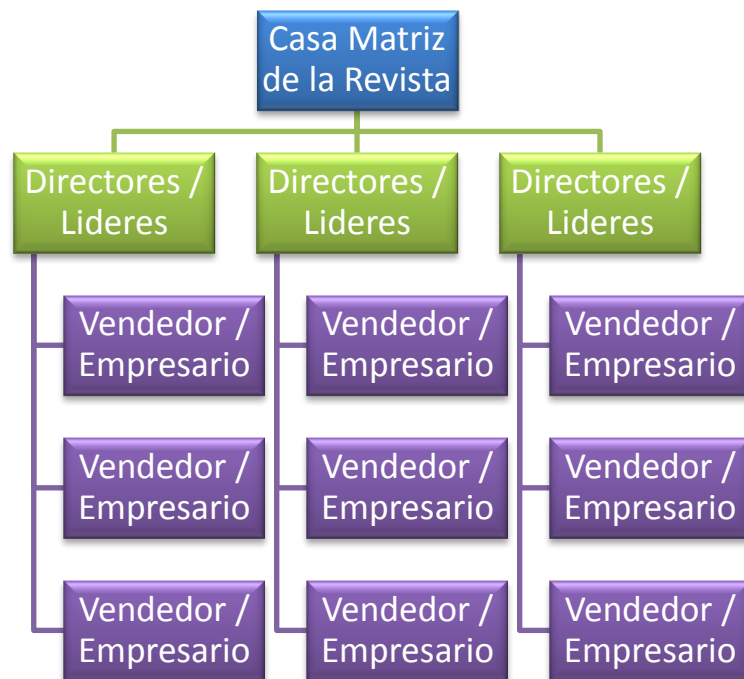 Casa Matriz
de la Revista
Directores /
Lideres
Directores /
Lideres
Directores /
Lideres
Vendedor /
Empresario
Vendedor /
Empresario
Vendedor /
Empresario
Vendedor /
Empresario
Vendedor /
Empresario
Vendedor /
Empresario
Vendedor /
Empresario
Vendedor /
Empresario
Vendedor /
Empresario